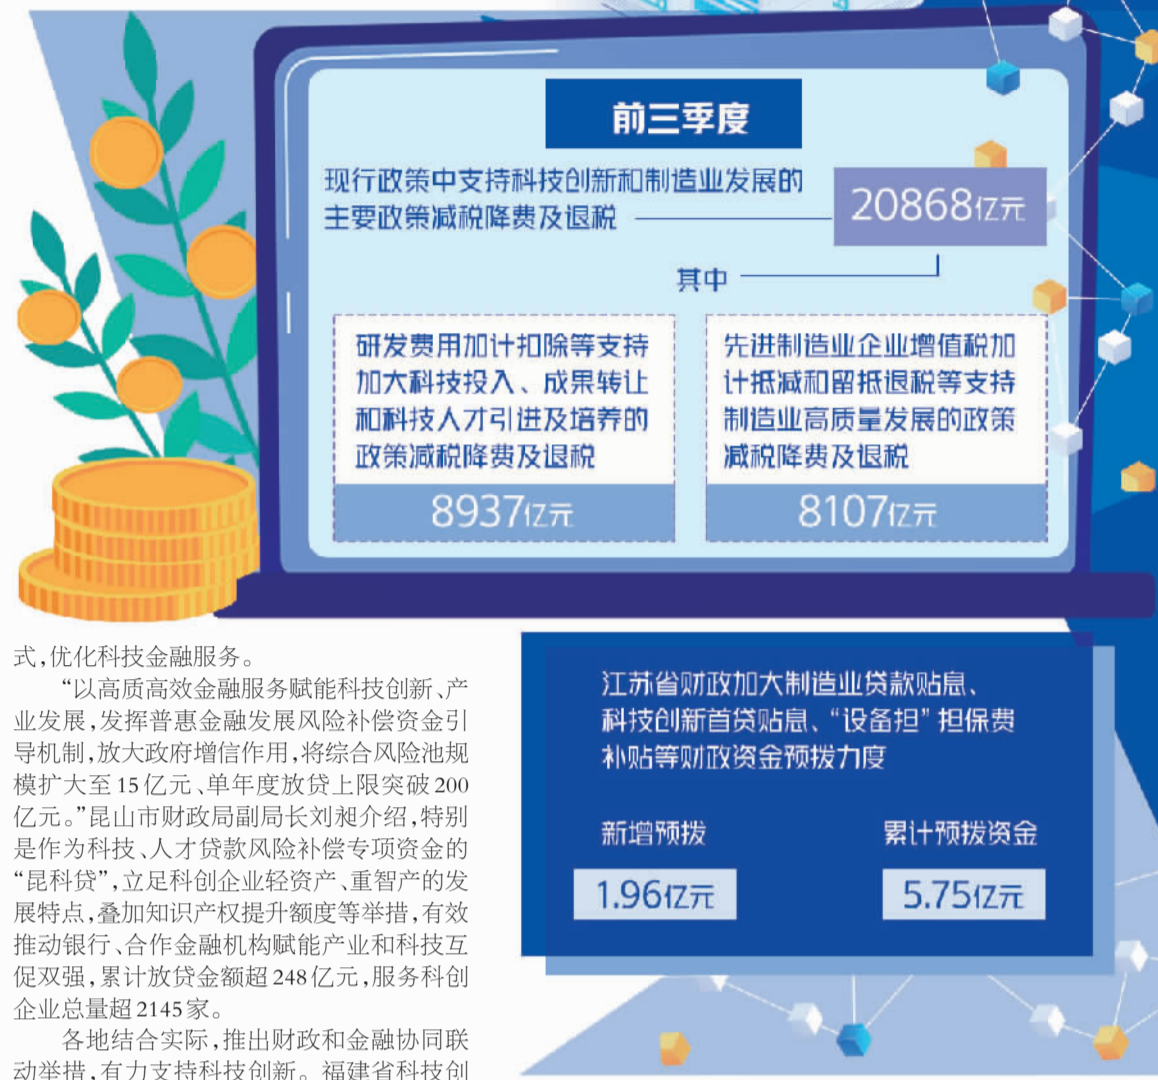 前三季度
现行政策中支持科技创新和制造业发展的
主要政策减税降费及退税
20868亿元
其中
研发费用加计扣除等支持
加大科技投入、成果转让
和科技人才引进及培养的
政策减税降费及退税
8937亿元
先进制造业企业增值税加
计抵减和留抵退税等支持
制造业高质量发展的政策
减税降费及退税
8107亿元
式，优化科技金融服务。
“以高质高效金融服务赋能科技创新、产
业发展，发挥普惠金融发展风险补偿资金引
导机制，放大政府增信作用，将综合风险池规
模扩大至15亿元、单年度放贷上限突破200
亿元。”昆山市财政局副局长刘昶介绍，特别
是作为科技、人才贷款风险补偿专项资金的
“昆科贷”，立足科创企业轻资产、重智产的发
展特点，叠加知识产权提升额度等举措，有效
推动银行、合作金融机构赋能产业和科技互
促双强，累计放贷金额超248亿元，服务科创
企业总量超2145家。
各地结合实际，推出财政和金融协同联
动举措，有力支持科技创新。福建省科技创
江苏省财政加大制造业贷款贴息、
科技创新首贷贴息、“设备担”担保费
补贴等财政资金预拨力度
新增预拨
1.96亿元
累计预拨资金
5.75亿元